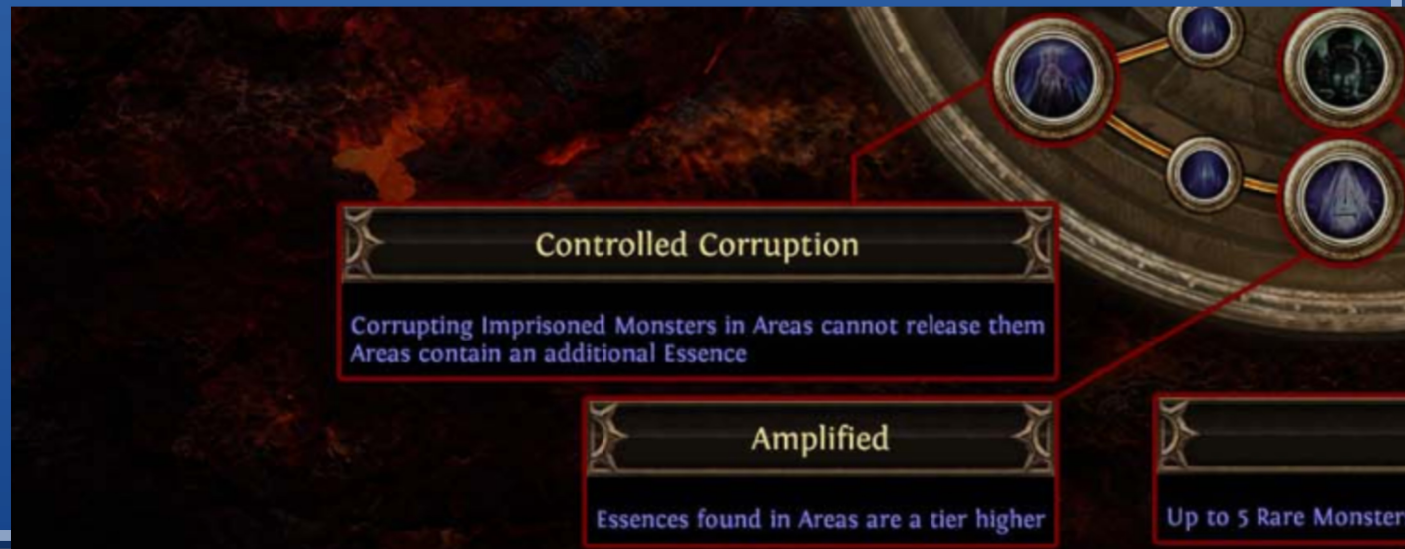 Controlled Corruption
Corrupting Imprisoned Monsters in Areas cannot release them
Areas contain an additional Essence
Amplified
Essences found in Areas are a tier higher
Up to 5 Rare Monster